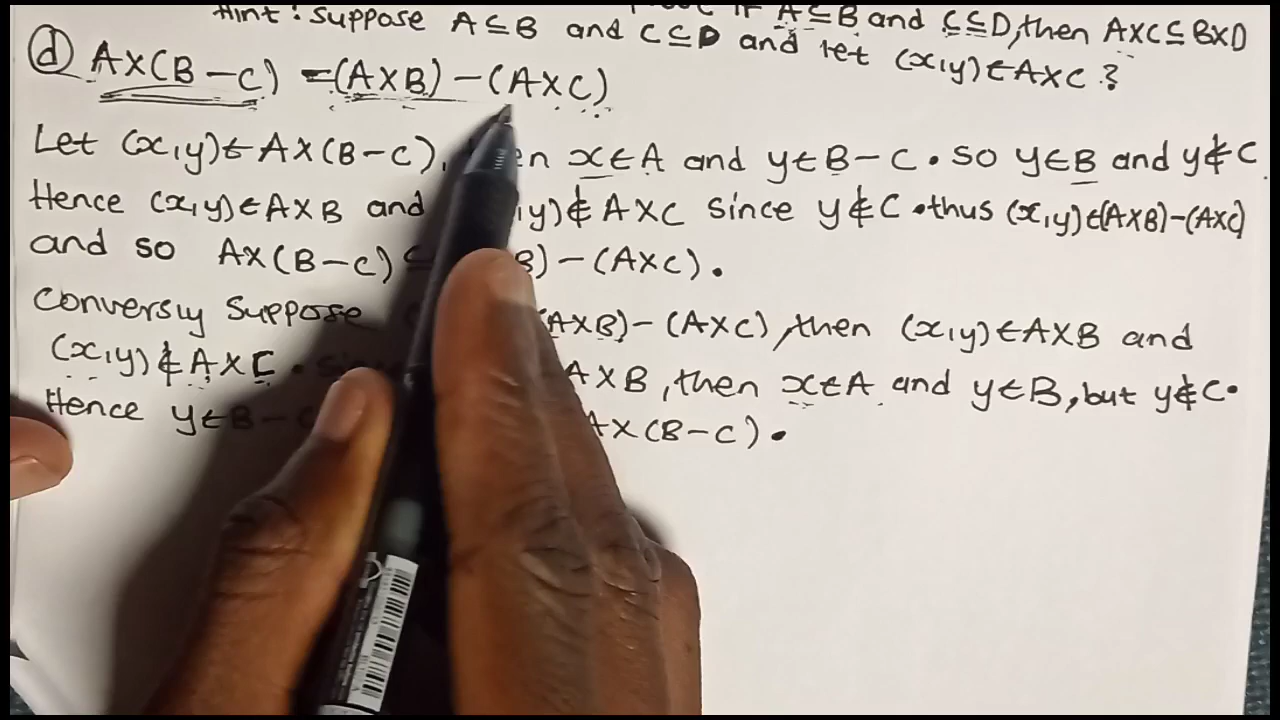 Hint: Suppose A⊆B and C⊆D and let (x,y)∈A×C?
if A⊆B and C⊆D, then A×C⊆B×D
(d) A×(B-C) = (A×B)-(A×C)
Let (x,y)∈A×(B-C), x∈A and y∈B-C. So y∈B and y∉C
Hence (x,y)∈A×B and ,y)∉A×C since y∉C. thus (x,y)∈(A×B)-(A×C)
and so A×(B-C) B)-(A×C).
Conversly Suppose (A×B)-(A×C), then (x,y)∈A×B and
(x,y)∉A×C. A×B, then x∈A and y∈B, but y∉C.
Hence y∈B- A×(B-C).